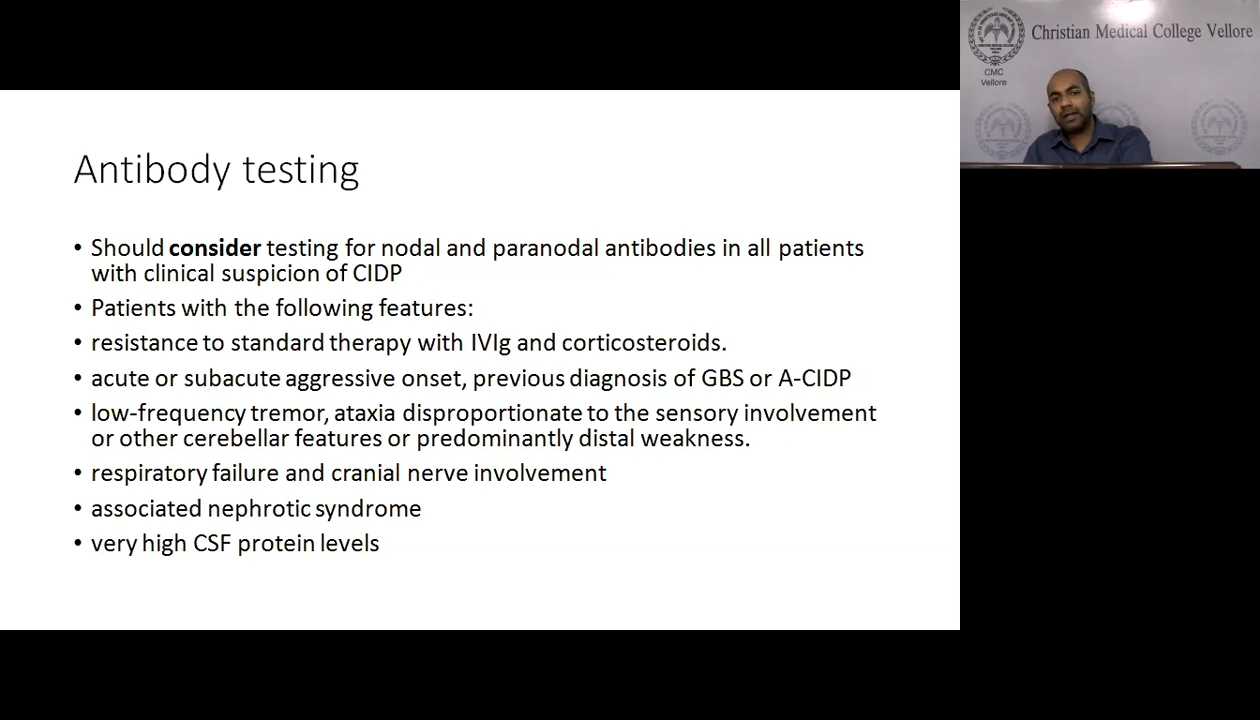 Christian Medical College Vellore
CMC
Vellore
Antibody testing
• Should consider testing for nodal and paranodal antibodies in all patients
with clinical suspicion of CIDP
• Patients with the following features:
• resistance to standard therapy with IVIg and corticosteroids.
• acute or subacute aggressive onset, previous diagnosis of GBS or A-CIDP
• low-frequency tremor, ataxia disproportionate to the sensory involvement
or other cerebellar features or predominantly distal weakness.
• respiratory failure and cranial nerve involvement
• associated nephrotic syndrome
• very high CSF protein levels